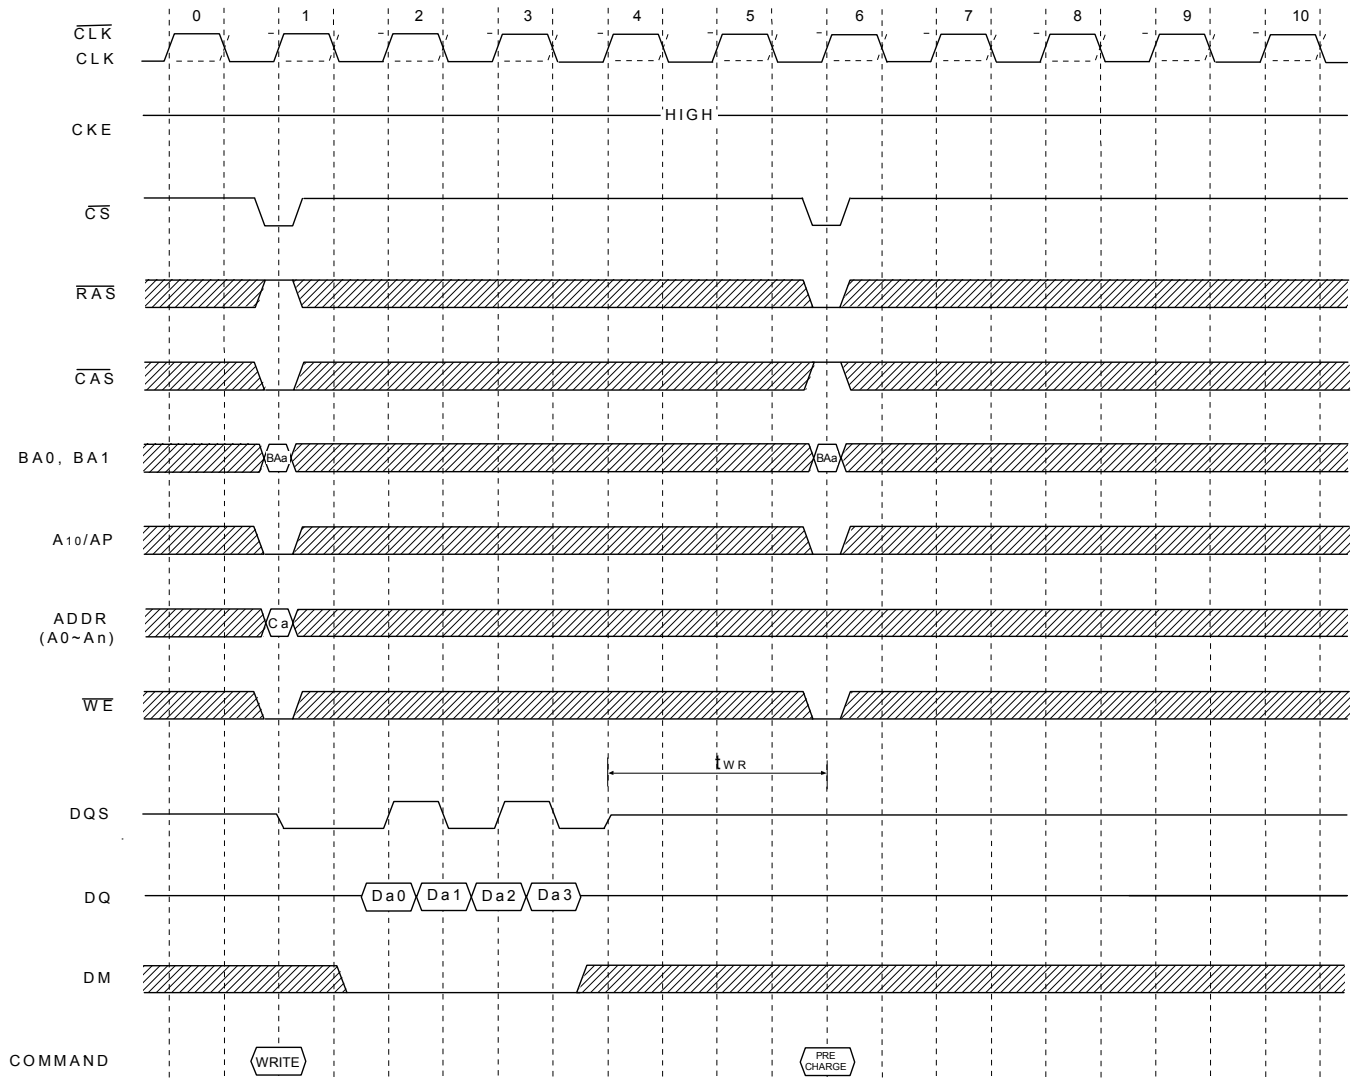 0 1 2 3 4 5 6 7 8 9 10
CLK
CLK
HIGH
CKE
CS
RAS
CAS
BA0, BA1 BAa BAa
A10/AP
ADDR Ca
(A0~An)
WE
tWR
DQS
DQ Da0 Da1 Da2 Da3
DM
COMMAND WRITE PRE
CHARGE